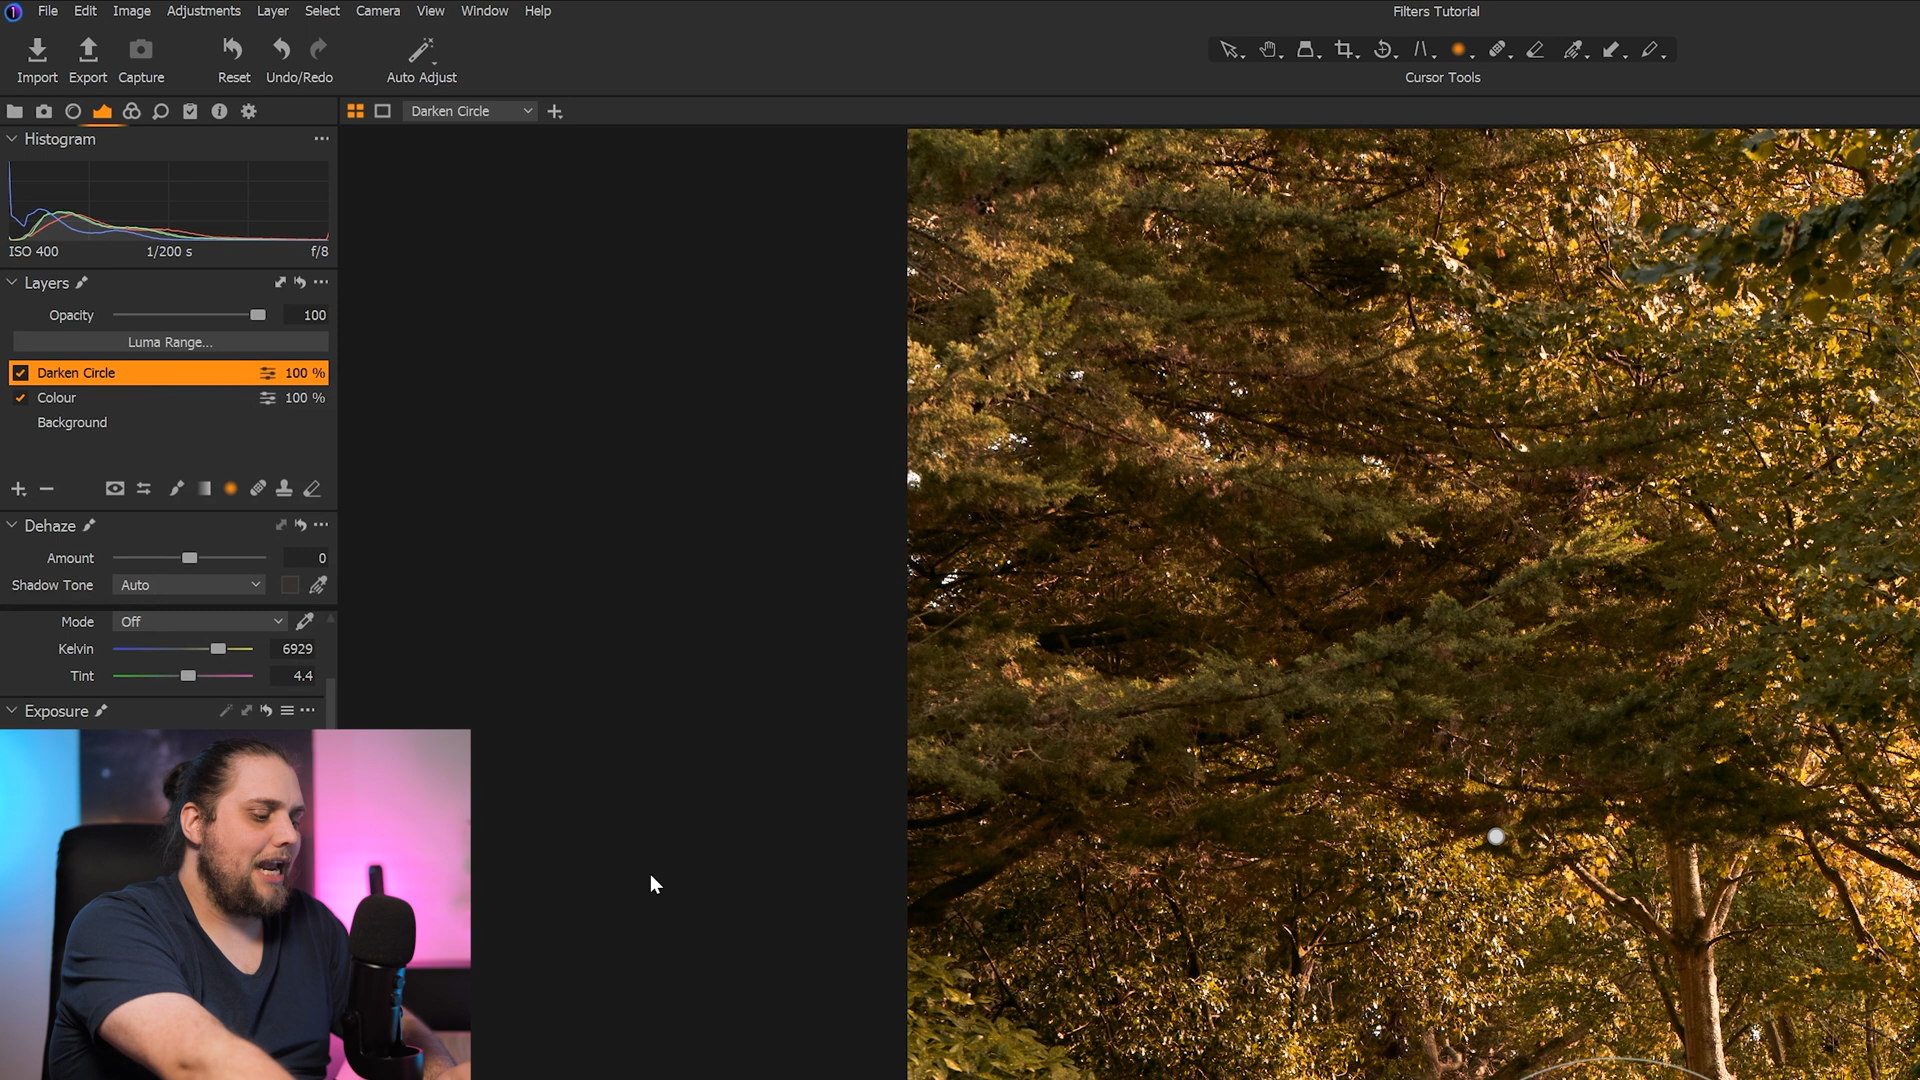 File Edit Image Adjustments Layer Select Camera View Window Help
Filters Tutorial
Import Export Capture Reset Undo/Redo Auto Adjust
Cursor Tools
Darken Circle
Histogram
ISO 400 1/200 s f/8
Layers
Opacity 100
Luma Range...
Darken Circle 100 %
Colour 100 %
Background
Dehaze
Amount 0
Shadow Tone Auto
Mode Off
Kelvin 6929
Tint 4.4
Exposure